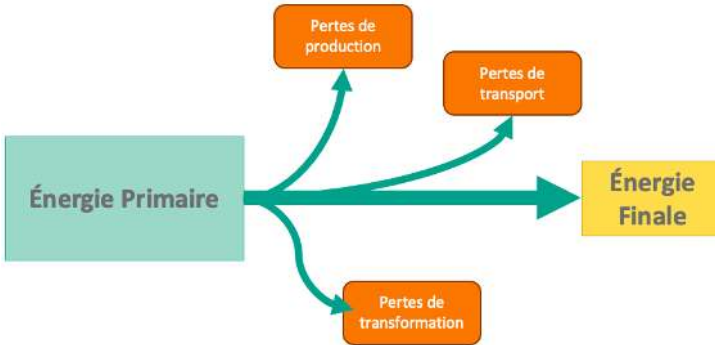 Pertes de
production
Pertes de
transport
Énergie Primaire
Énergie
Finale
Pertes de
transformation